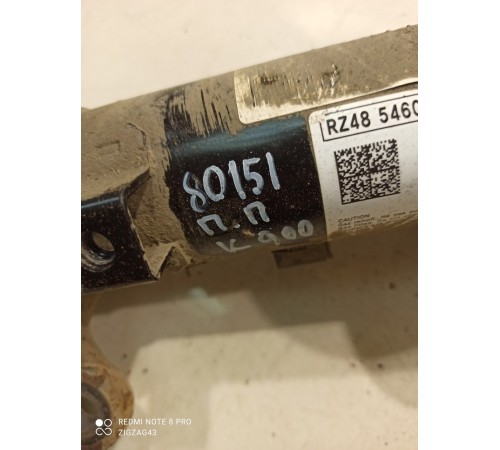 RZ48 5460
80151
п.п
K900
CAUTION
REDMI NOTE 8 PRO
ZIGZAG43